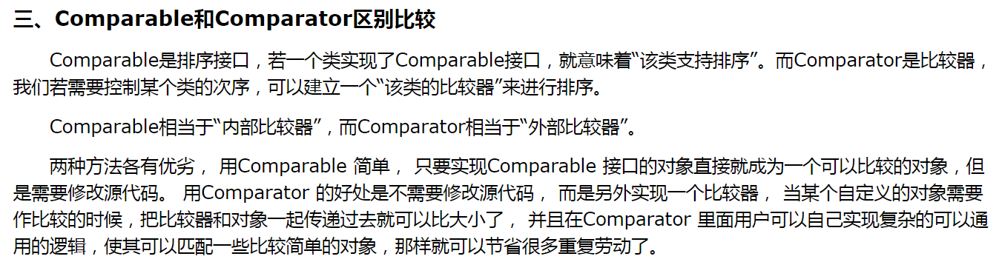 三、Comparable和Comparator区别比较
Comparable是排序接口，若一个类实现了Comparable接口，就意味着“该类支持排序”。而Comparator是比较器，
我们若需要控制某个类的次序，可以建立一个“该类的比较器”来进行排序。
Comparable相当于“内部比较器”，而Comparator相当于“外部比较器”。
两种方法各有优劣， 用Comparable 简单， 只要实现Comparable 接口的对象直接就成为一个可以比较的对象，但
是需要修改源代码。 用Comparator 的好处是不需要修改源代码， 而是另外实现一个比较器， 当某个自定义的对象需要
作比较的时候，把比较器和对象一起传递过去就可以比大小了， 并且在Comparator 里面用户可以自己实现复杂的可以通
用的逻辑，使其可以匹配一些比较简单的对象，那样就可以节省很多重复劳动了。